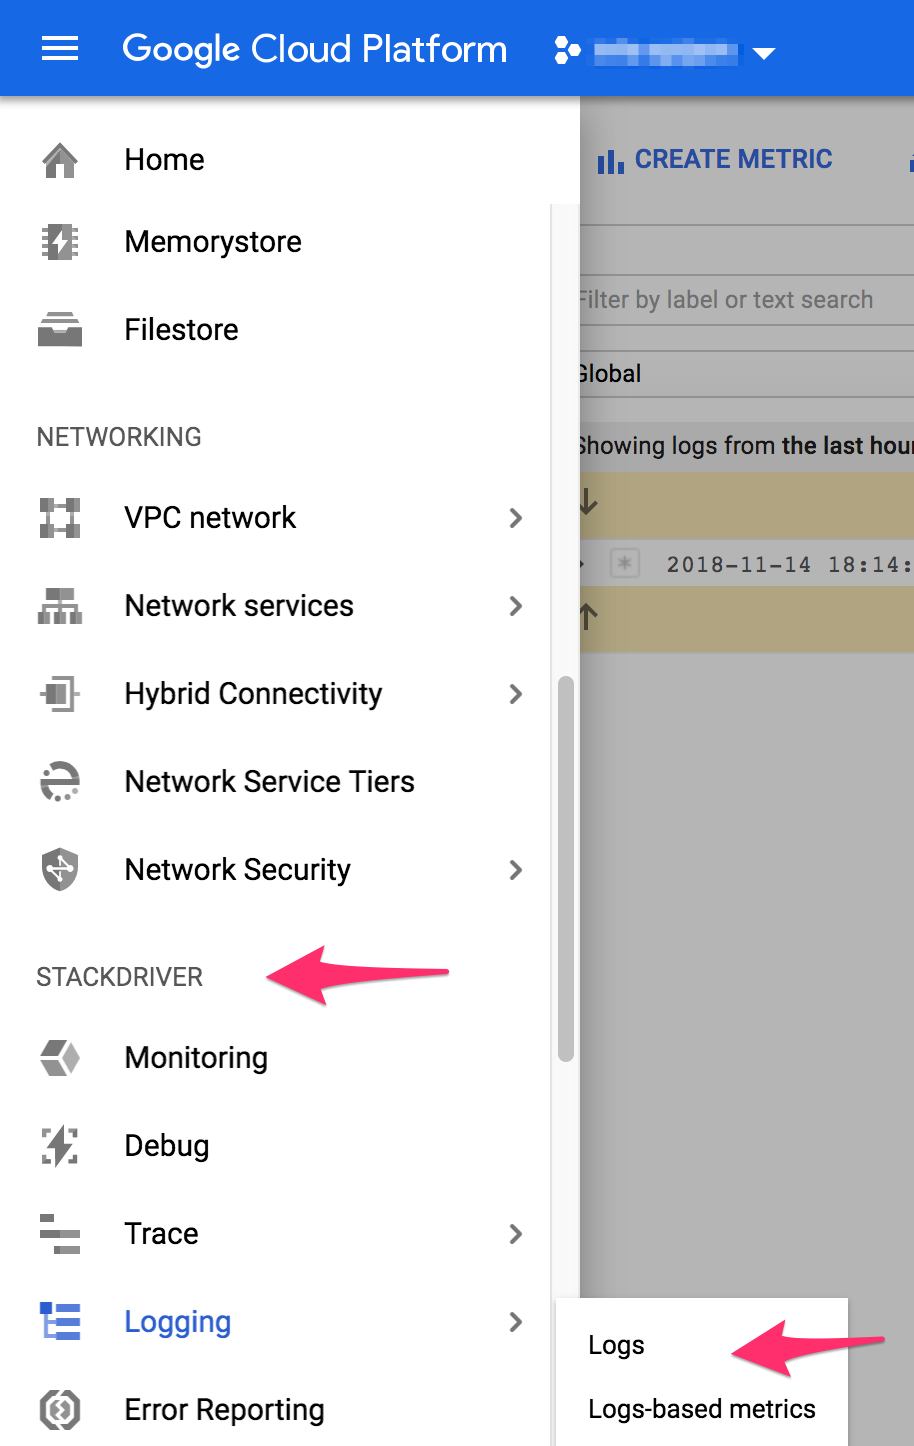 Google Cloud Platform
Home
Memorystore
Filestore
NETWORKING
VPC network
Network services
Hybrid Connectivity
Network Service Tiers
Network Security
STACKDRIVER
Monitoring
Debug
Trace
Logging
Error Reporting
CREATE METRIC
Filter by label or text search
Global
Showing logs from the last hour
2018-11-14 18:14:
Logs
Logs-based metrics